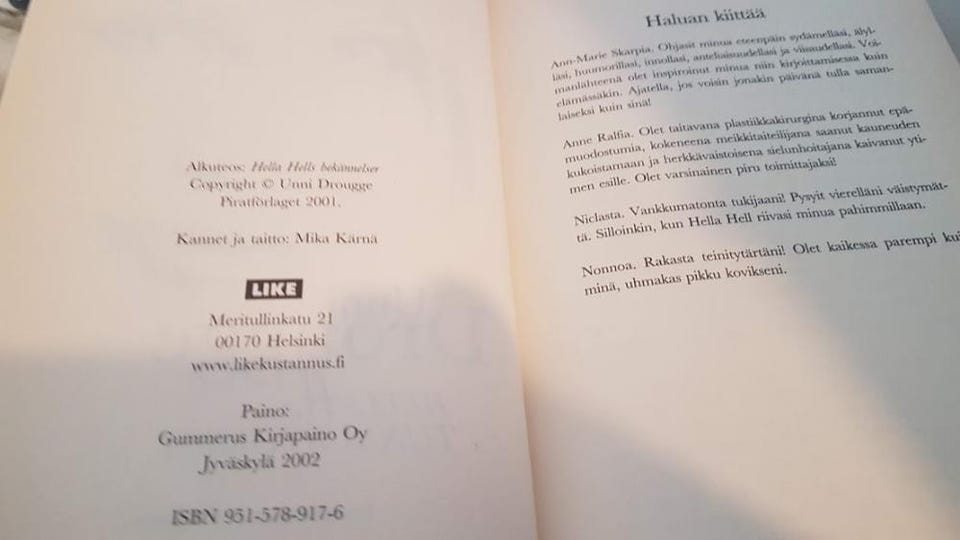 Alkuteos: Hella Hells bekännelser
Copyright © Unni Drougge
Piratförlaget 2001.
Kannet ja taitto: Mika Kärnä
LIKE
Meritullinkatu 21
00170 Helsinki
www.likekustannus.fi
Paino:
Gummerus Kirjapaino Oy
Jyväskylä 2002
ISBN 951-578-917-6
Haluan kiittää
Ann-Marie Skarpia. Ohjasit minua eteenpäin sydämelläsi, älyl-
läsi, huumorillasi, innollasi, anteliaisuudellasi ja viisaudellasi. Voi-
manlähteenä olet inspiroinut minua niin kirjoittamisessa kuin
elämässäkin. Ajatella, jos voisin jonakin päivänä tulla saman-
laiseksi kuin sinä!
Anne Ralfia. Olet taitavana plastiikkakirurgina korjannut epä-
muodostumia, kokeneena meikkitaiteilijana saanut kauneuden
kukoistamaan ja herkkävaistoisena sielunhoitajana kaivanut yti-
men esille. Olet varsinainen piru toimittajaksi!
Niclasta. Vankkumatonta tukijaani! Pysyit vierelläni väistymät-
tä. Silloinkin, kun Hella Hell riivasi minua pahimmillaan.
Nonnoa. Rakasta teinitytärtäni! Olet kaikessa parempi kui
minä, uhmakas pikku kovikseni.